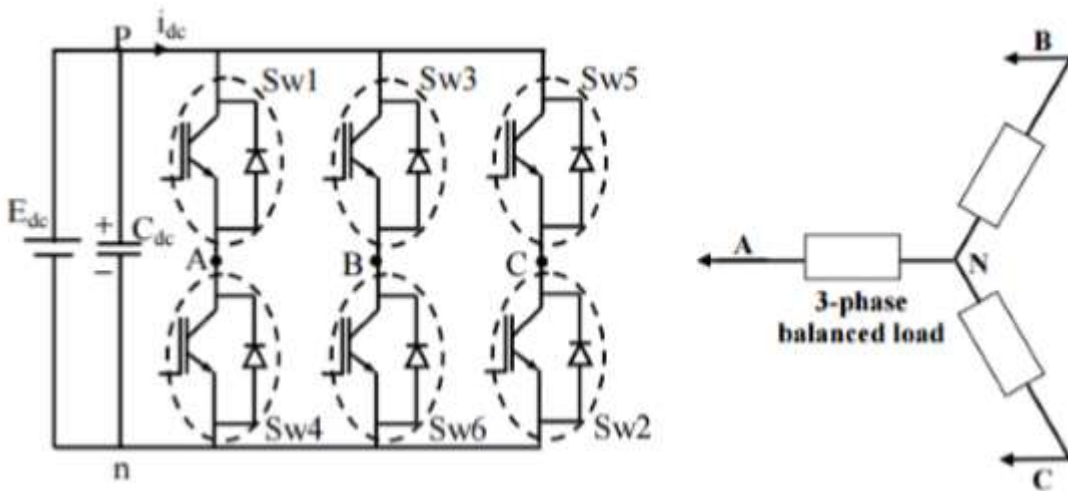 P
i_dc
Sw1
Sw3
Sw5
E_dc
+
C_dc
−
A
B
C
Sw4
Sw6
Sw2
n
B
A
N
3-phase
balanced load
C